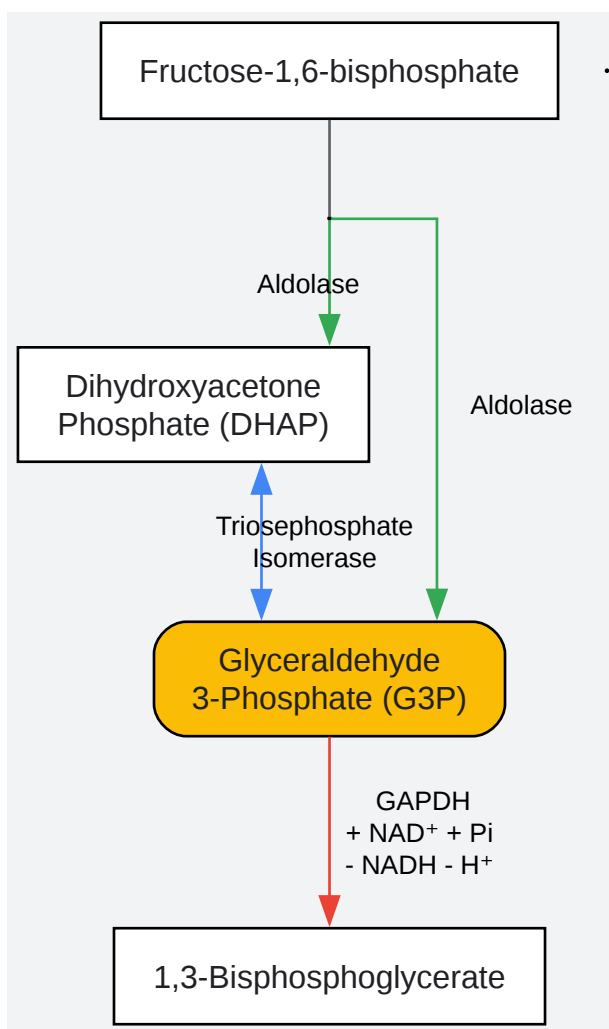 Fructose-1,6-bisphosphate
Aldolase
Dihydroxyacetone
Phosphate (DHAP)
Aldolase
Triosephosphate
Isomerase
Glyceraldehyde
3-Phosphate (G3P)
GAPDH
+ NAD⁺ + Pi
- NADH - H⁺
1,3-Bisphosphoglycerate